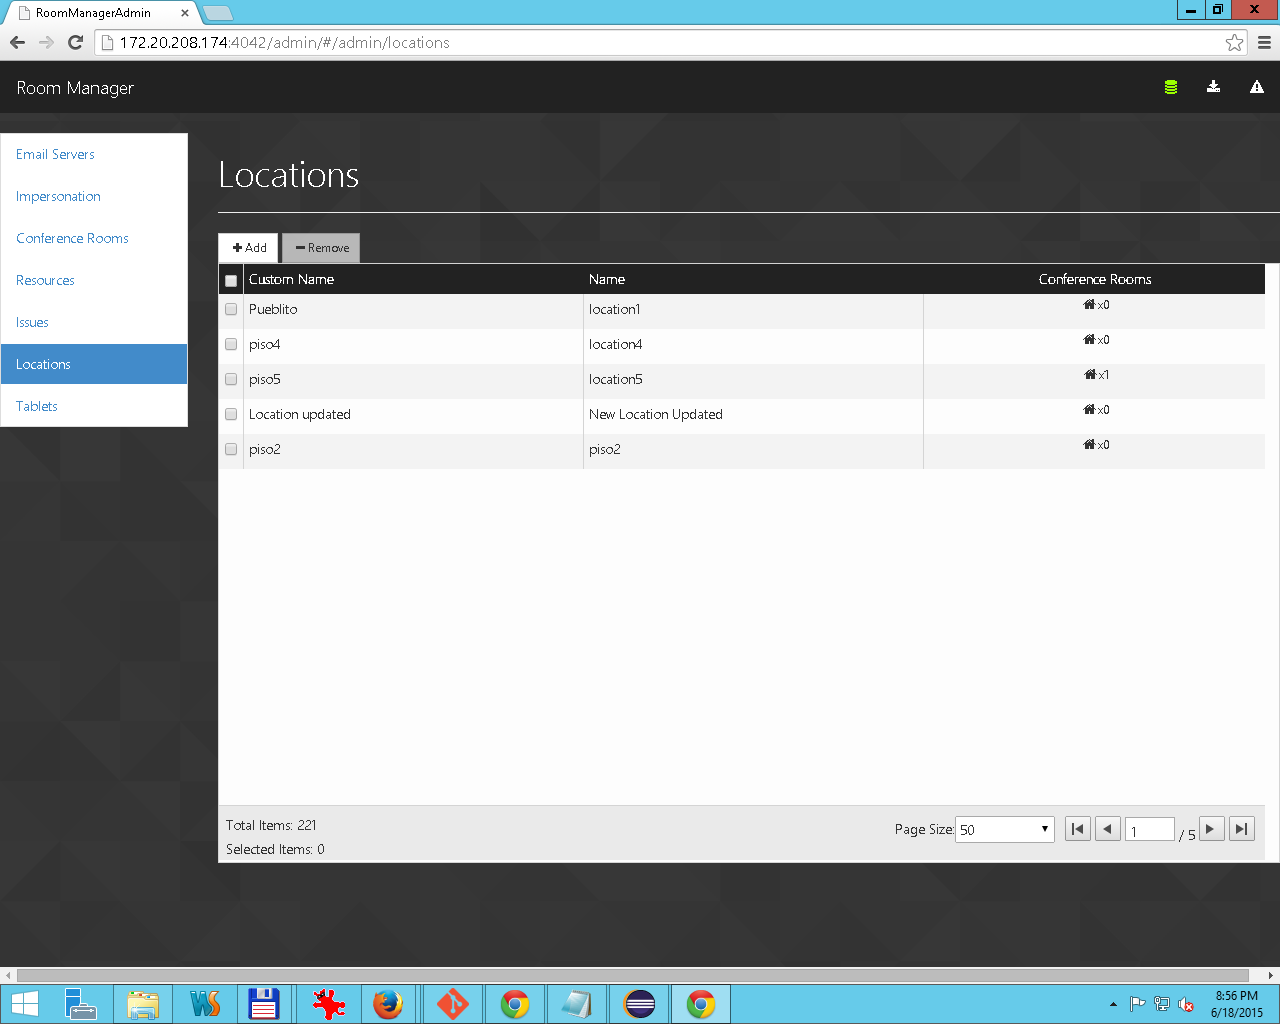 RoomManagerAdmin
172.20.208.174:4042/admin/#/admin/locations
Room Manager
Email Servers
Impersonation
Conference Rooms
Resources
Issues
Locations
Tablets
Locations
Add Remove
Custom Name Name Conference Rooms
Pueblito location1 x0
piso4 location4 x0
piso5 location5 x1
Location updated New Location Updated x0
piso2 piso2 x0
Total Items: 221
Selected Items: 0
Page Size: 50 1 / 5
WS
8:56 PM
6/18/2015